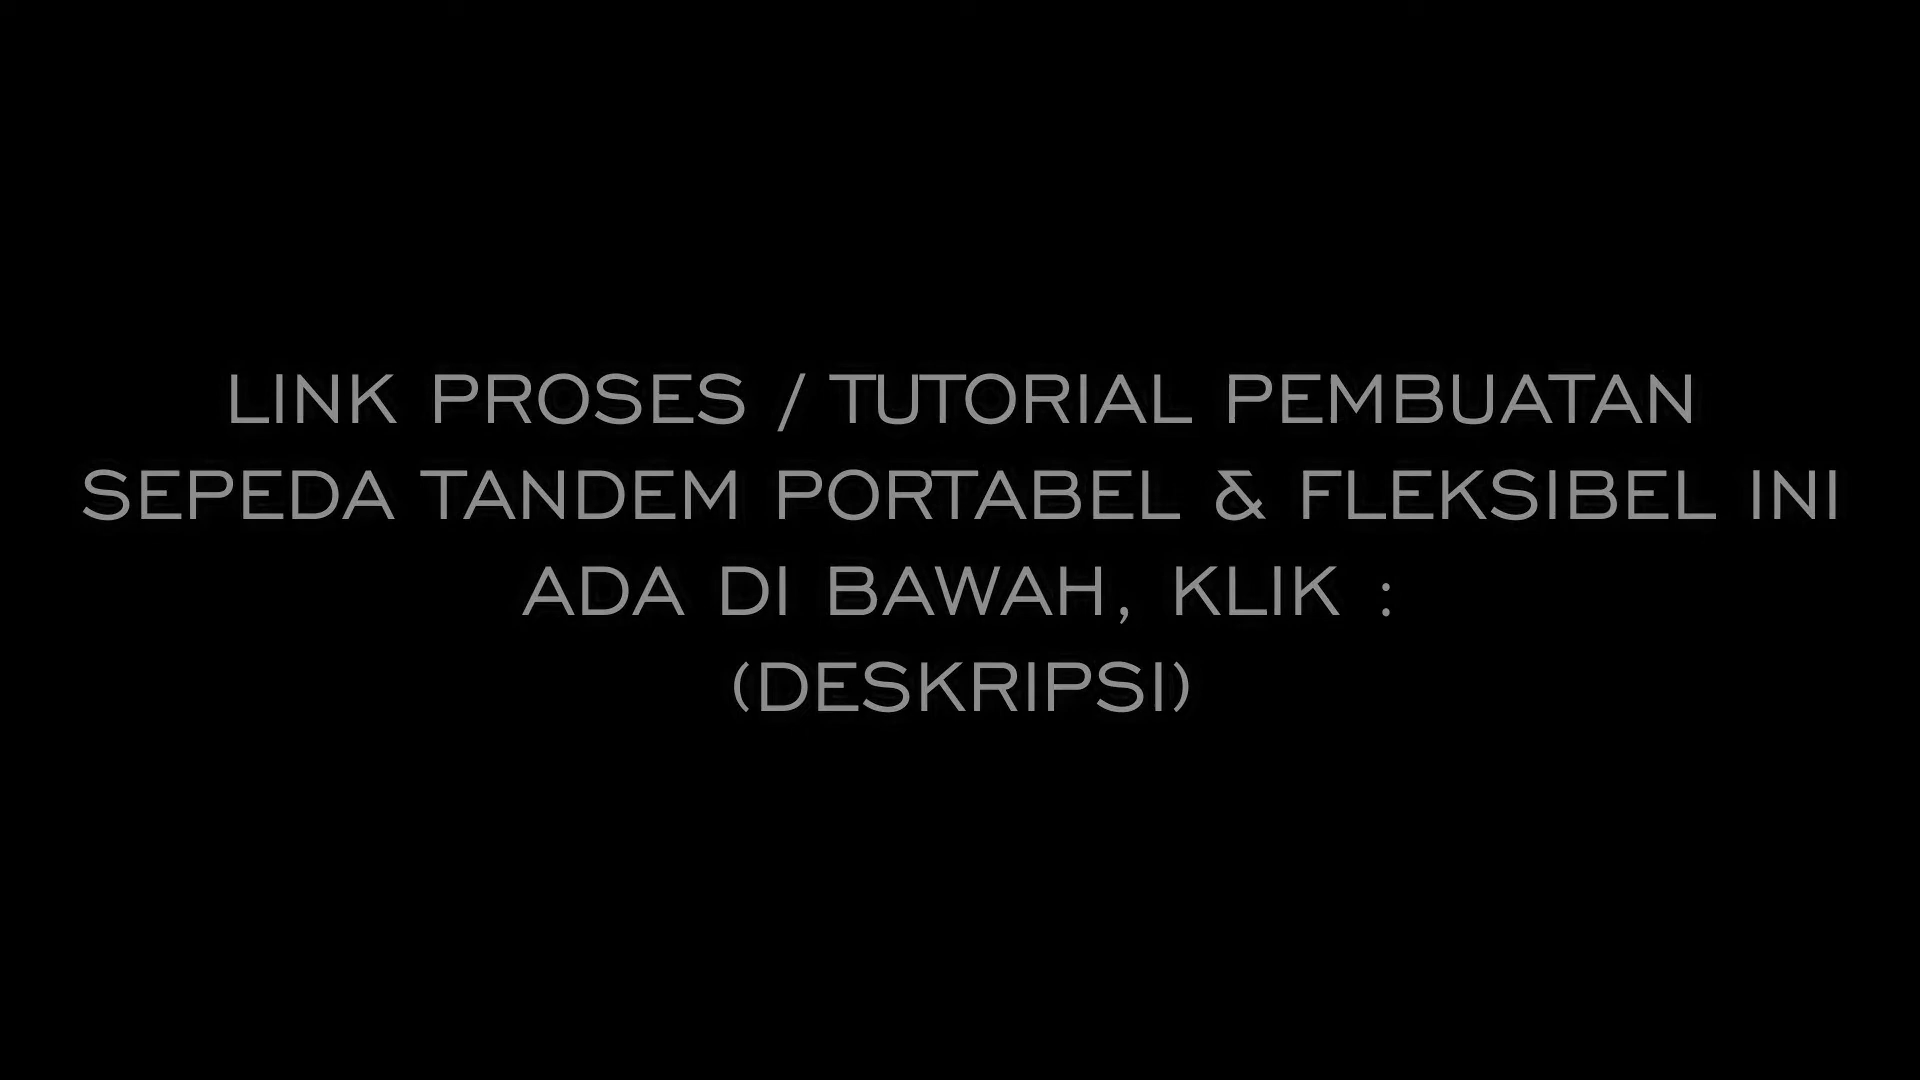 LINK PROSES / TUTORIAL PEMBUATAN
SEPEDA TANDEM PORTABEL & FLEKSIBEL INI
ADA DI BAWAH, KLIK :
(DESKRIPSI)